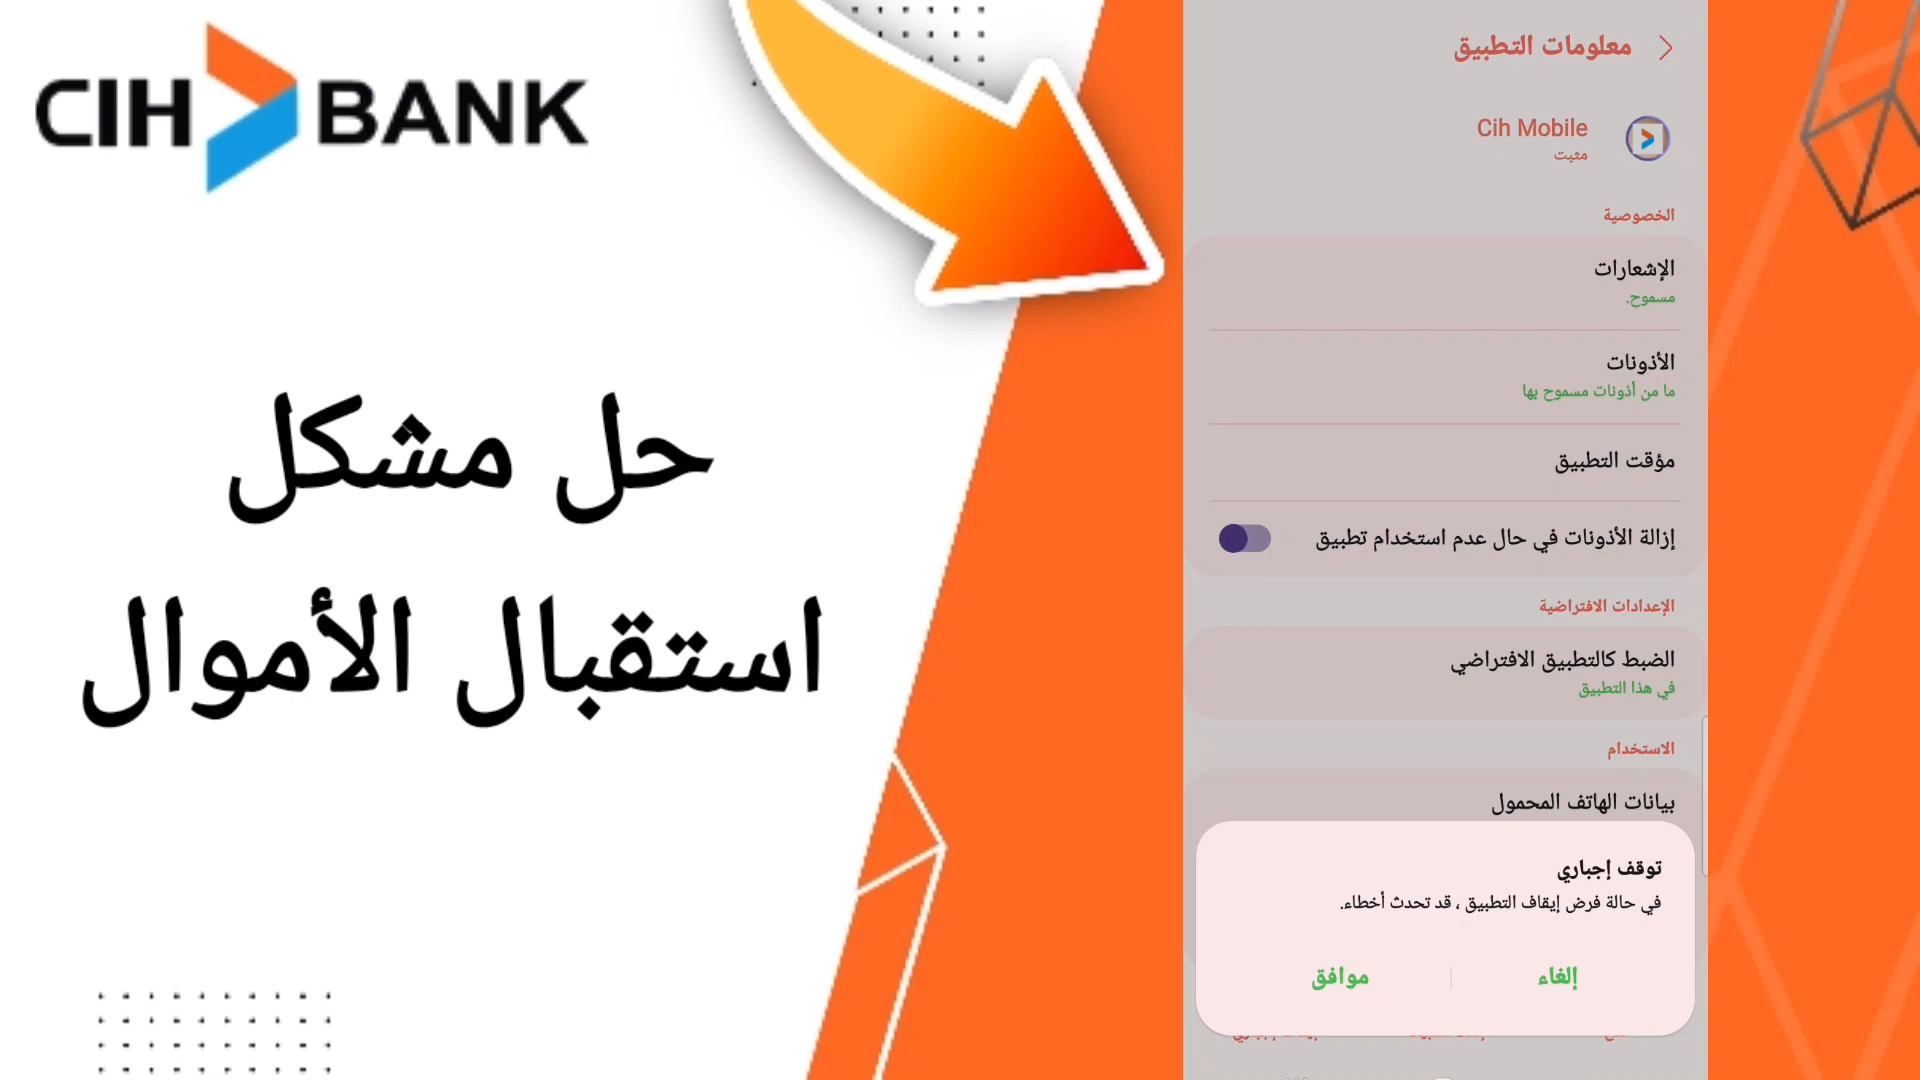 CIH BANK
حل مشكل
استقبال الأموال
معلومات التطبيق
Cih Mobile
مثبت
الخصوصية
الإشعارات
مسموح.
الأذونات
ما من أذونات مسموح بها
مؤقت التطبيق
إزالة الأذونات في حال عدم استخدام تطبيق
الإعدادات الافتراضية
الضبط كالتطبيق الافتراضي
في هذا التطبيق
الاستخدام
بيانات الهاتف المحمول
توقف إجباري
في حالة فرض إيقاف التطبيق ، قد تحدث أخطاء.
إلغاء
موافق